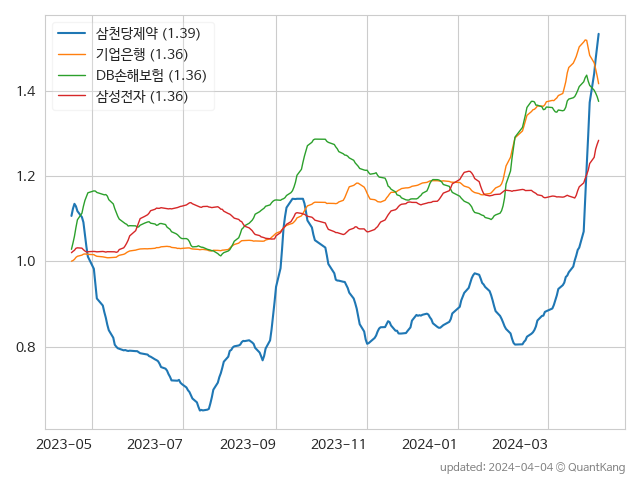 삼천당제약 (1.39)
기업은행 (1.36)
DB손해보험 (1.36)
삼성전자 (1.36)
1.4
1.2
1.0
0.8
2023-05 2023-07 2023-09 2023-11 2024-01 2024-03
updated: 2024-04-04 © QuantKang